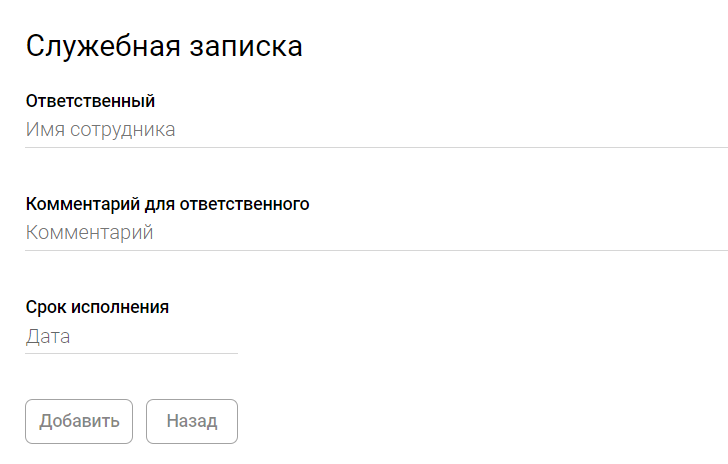 Служебная записка
Ответственный
Имя сотрудника
Комментарий для ответственного
Комментарий
Срок исполнения
Дата
Добавить Назад